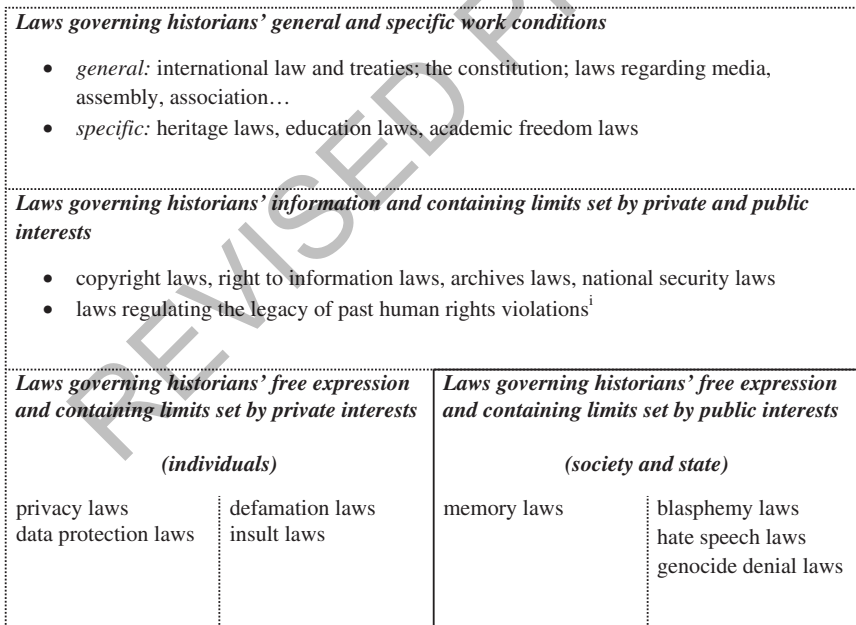 Laws governing historians’ general and specific work conditions
• general: international law and treaties; the constitution; laws regarding media,
assembly, association…
• specific: heritage laws, education laws, academic freedom laws
Laws governing historians’ information and containing limits set by private and public
interests
• copyright laws, right to information laws, archives laws, national security laws
• laws regulating the legacy of past human rights violationsⁱ
Laws governing historians’ free expression
and containing limits set by private interests
(individuals)
privacy laws
data protection laws
defamation laws
insult laws
Laws governing historians’ free expression
and containing limits set by public interests
(society and state)
memory laws
blasphemy laws
hate speech laws
genocide denial laws
REVISED